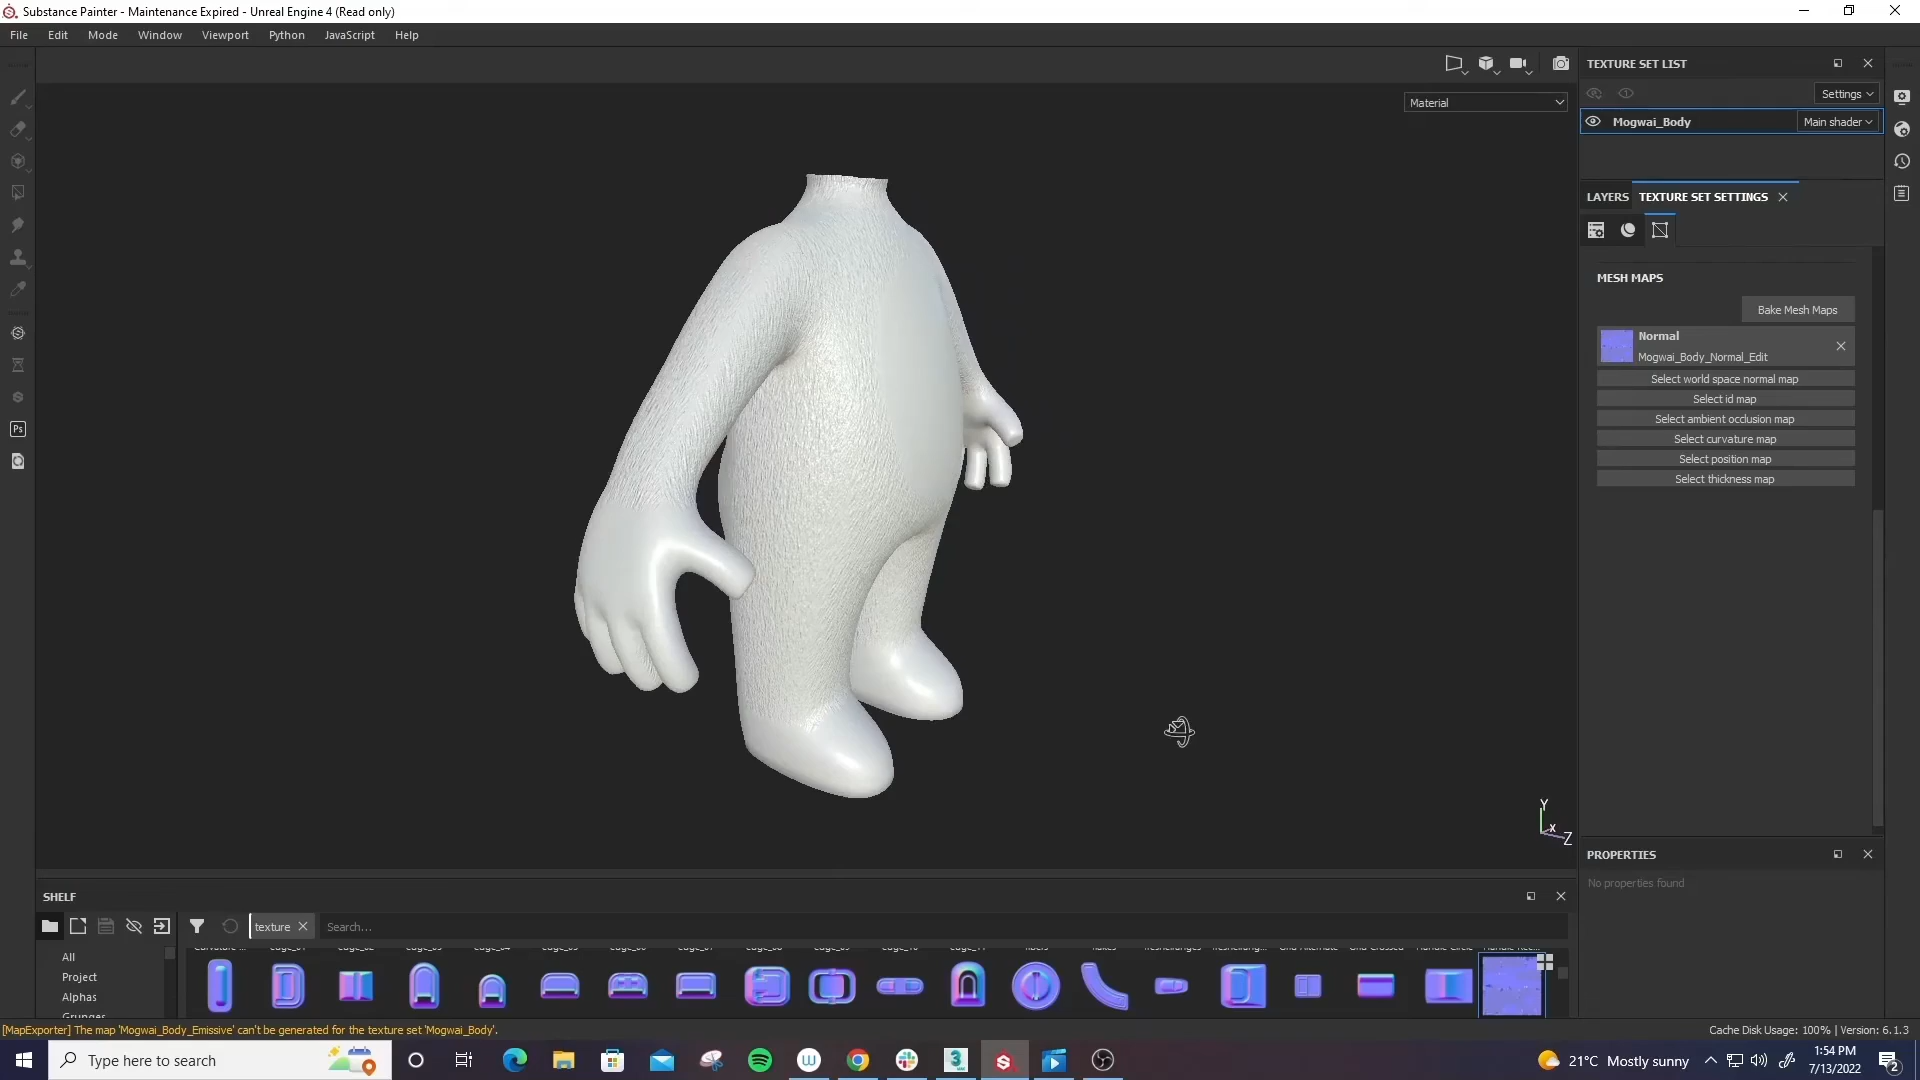 Substance Painter - Maintenance Expired - Unreal Engine 4 (Read only)
File Edit Mode Window Viewport Python JavaScript Help
TEXTURE SET LIST
Material
Settings
Mogwai_Body
Main shader
LAYERS
TEXTURE SET SETTINGS
MESH MAPS
Bake Mesh Maps
Normal
Mogwai_Body_Normal_Edit
Select world space normal map
Select id map
Select ambient occlusion map
Select curvature map
Select position map
Select thickness map
Ps
Y
X
Z
PROPERTIES
No properties found
SHELF
texture
Search...
All
Project
Alphas
Grunges
[MapExporter] The map 'Mogwai_Body_Emissive' can't be generated for the texture set 'Mogwai_Body'.
Cache Disk Usage: 100% | Version: 6.1.3
Type here to search
21°C Mostly sunny
1:54 PM
7/13/2022
2